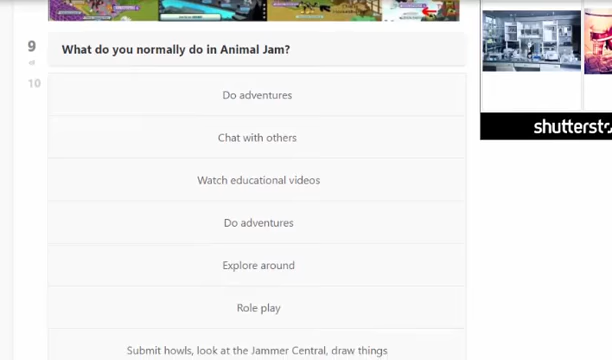 9
What do you normally do in Animal Jam?
of
10
Do adventures
Chat with others
Watch educational videos
Do adventures
Explore around
Role play
Submit howls, look at the Jammer Central, draw things